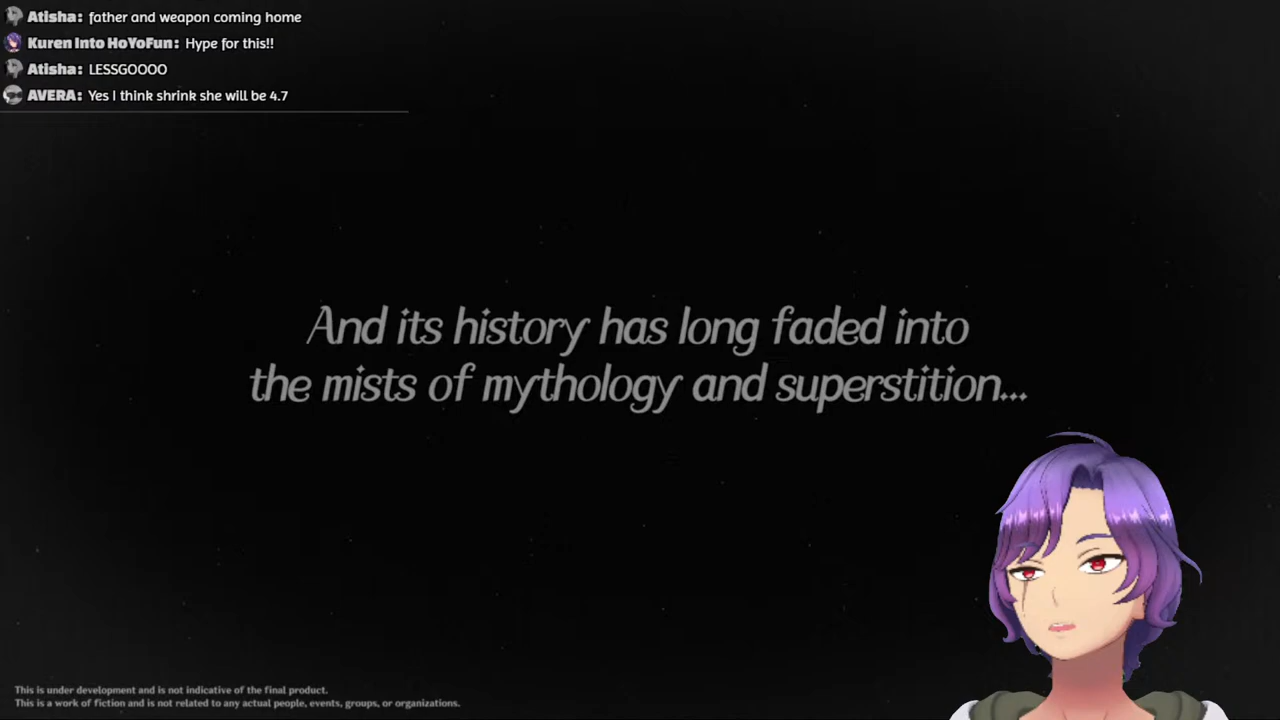 Atisha: father and weapon coming home
Kuren Into HoYoFun: Hype for this!!
Atisha: LESSGOOOO
AVERA: Yes I think shrink she will be 4.7
And its history has long faded into
the mists of mythology and superstition...
This is under development and is not indicative of the final product.
This is a work of fiction and is not related to any actual people, events, groups, or organizations.